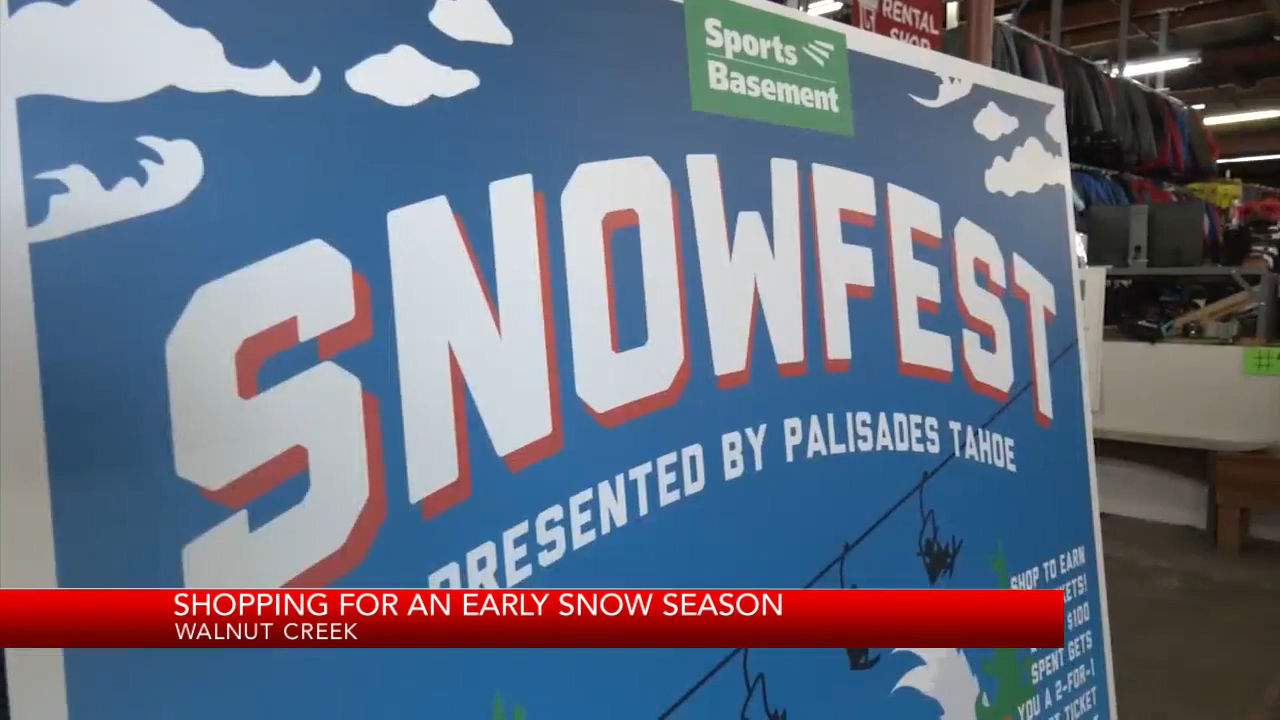 RENTAL
SHOP
Sports
Basement
SNOWFEST
PRESENTED BY PALISADES TAHOE
SHOP TO EARN
$100
SPENT GETS
YOU A 2-FOR-1
TICKET
SHOPPING FOR AN EARLY SNOW SEASON
WALNUT CREEK